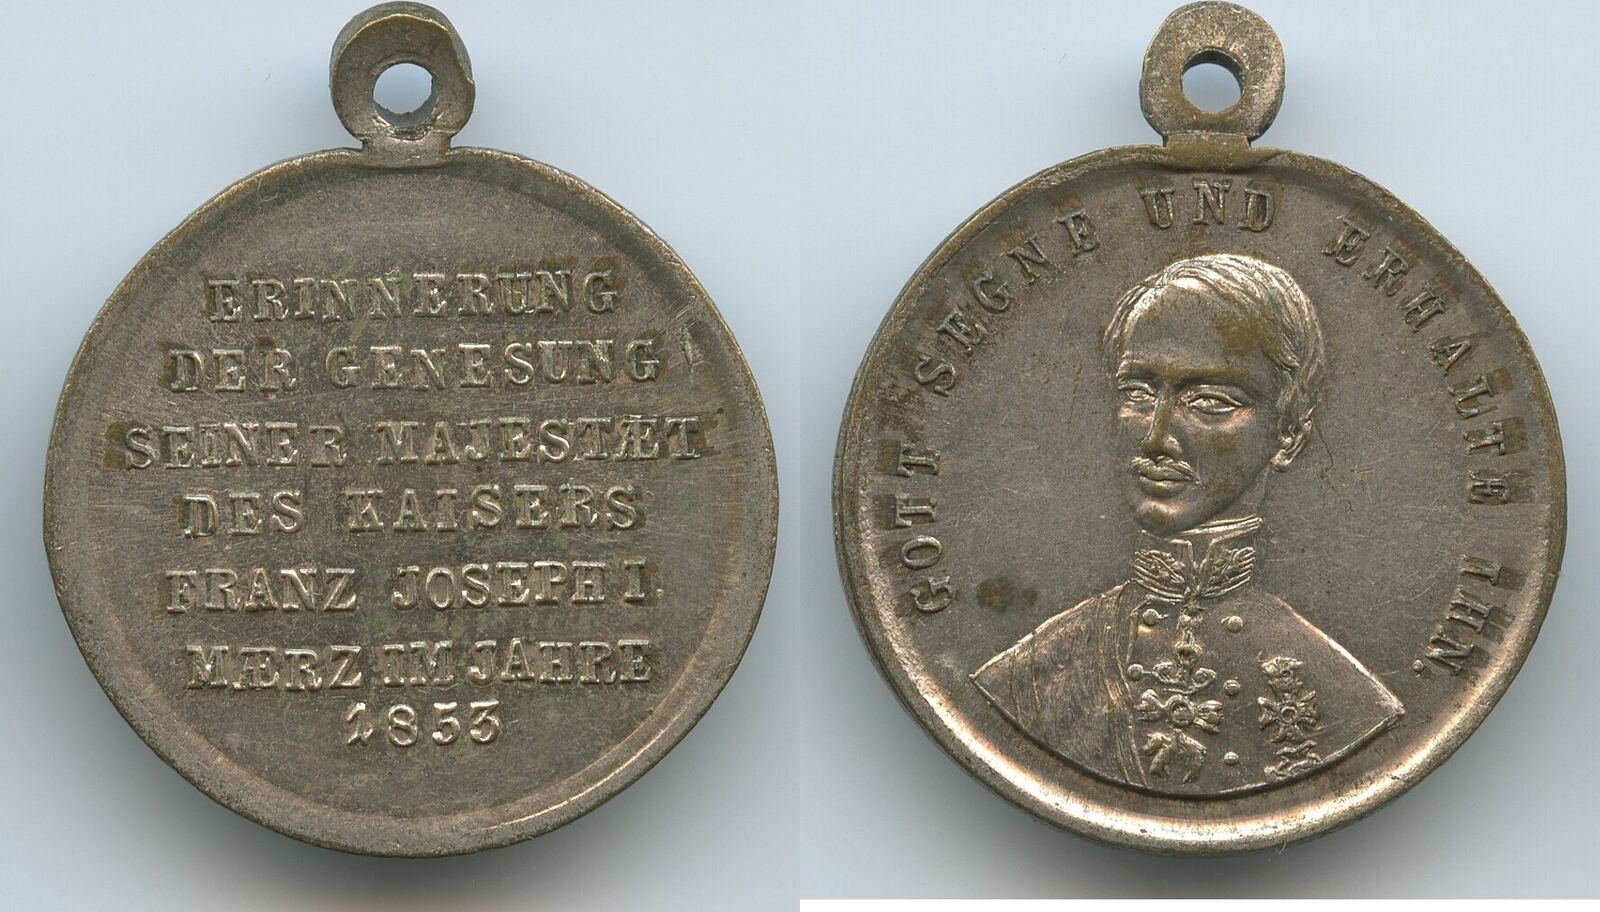 ERINNERUNG
DER GENESUNG
SEINER MAJESTÆT
DES KAISERS
FRANZ JOSEPH I.
MÆRZ IM JAHRE
1853
GOTT SEGNE UND ERHALTE IHN.